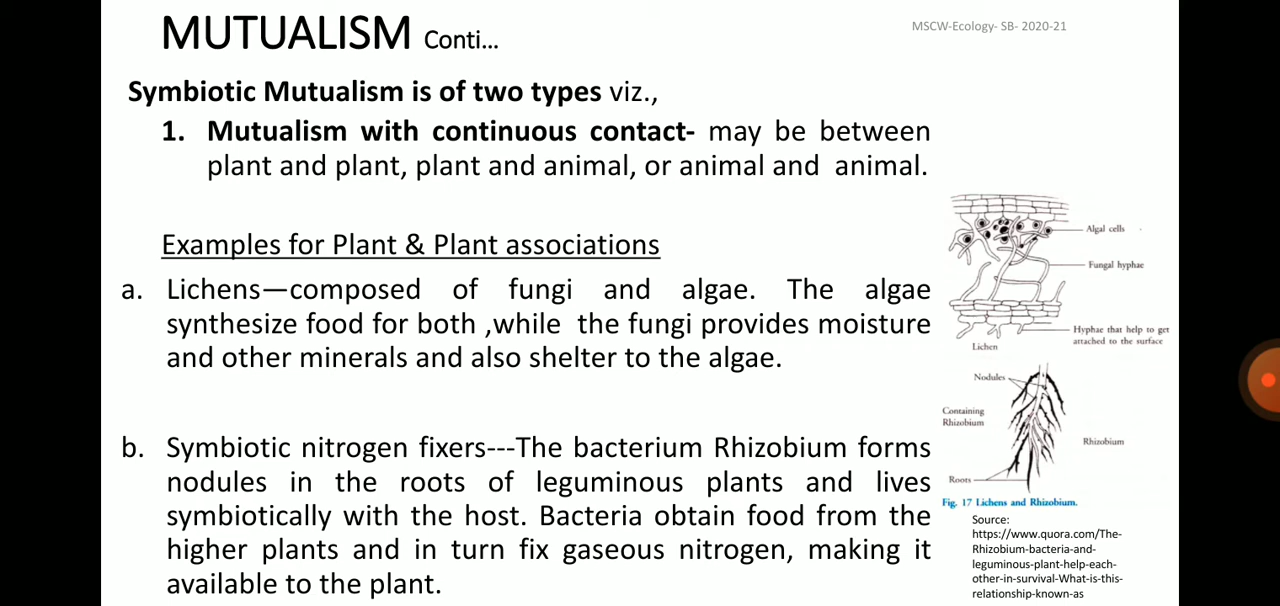 MUTUALISM Conti...
MSCW-Ecology- SB- 2020-21
Symbiotic Mutualism is of two types viz.,
1. Mutualism with continuous contact- may be between
plant and plant, plant and animal, or animal and animal.
Examples for Plant & Plant associations
a. Lichens—composed of fungi and algae. The algae
synthesize food for both ,while the fungi provides moisture
and other minerals and also shelter to the algae.
b. Symbiotic nitrogen fixers---The bacterium Rhizobium forms
nodules in the roots of leguminous plants and lives
symbiotically with the host. Bacteria obtain food from the
higher plants and in turn fix gaseous nitrogen, making it
available to the plant.
Algal cells
Fungal hyphae
Hyphae that help to get
attached to the surface
Lichen
Nodules
Containing
Rhizobium
Rhizobium
Roots
Fig. 17 Lichens and Rhizobium.
Source:
https://www.quora.com/The-
Rhizobium-bacteria-and-
leguminous-plant-help-each-
other-in-survival-What-is-this-
relationship-known-as